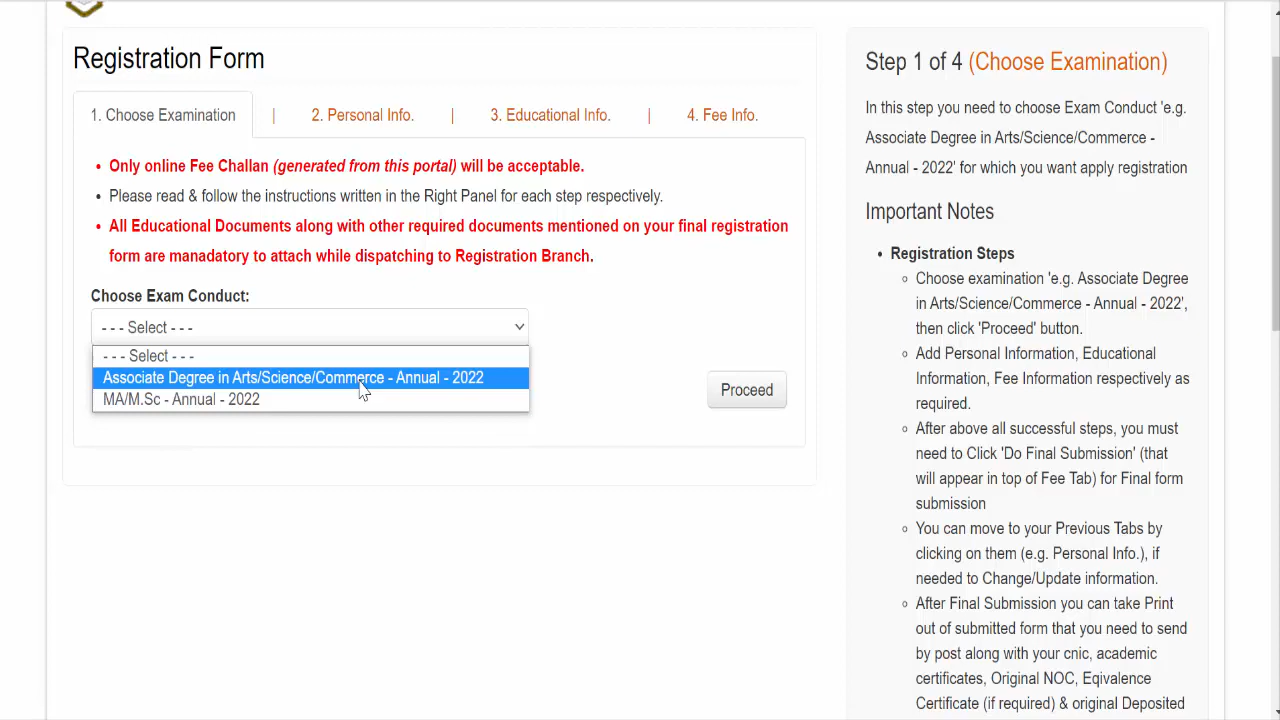 Registration Form
1. Choose Examination | 2. Personal Info. | 3. Educational Info. | 4. Fee Info.
• Only online Fee Challan (generated from this portal) will be acceptable.
• Please read & follow the instructions written in the Right Panel for each step respectively.
• All Educational Documents along with other required documents mentioned on your final registration
form are manadatory to attach while dispatching to Registration Branch.
Choose Exam Conduct:
- - - Select - - -
- - - Select - - -
Associate Degree in Arts/Science/Commerce - Annual - 2022
MA/M.Sc - Annual - 2022
Proceed
Step 1 of 4 (Choose Examination)
In this step you need to choose Exam Conduct 'e.g.
Associate Degree in Arts/Science/Commerce -
Annual - 2022' for which you want apply registration
Important Notes
• Registration Steps
Choose examination 'e.g. Associate Degree
in Arts/Science/Commerce - Annual - 2022',
then click 'Proceed' button.
Add Personal Information, Educational
Information, Fee Information respectively as
required.
After above all successful steps, you must
need to Click 'Do Final Submission' (that
will appear in top of Fee Tab) for Final form
submission
You can move to your Previous Tabs by
clicking on them (e.g. Personal Info.), if
needed to Change/Update information.
After Final Submission you can take Print
out of submitted form that you need to send
by post along with your cnic, academic
certificates, Original NOC, Eqivalence
Certificate (if required) & original Deposited